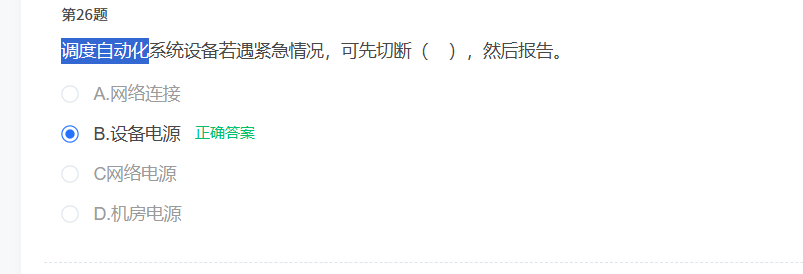 第26题
调度自动化系统设备若遇紧急情况，可先切断（　），然后报告。
A.网络连接
B.设备电源 正确答案
C网络电源
D.机房电源